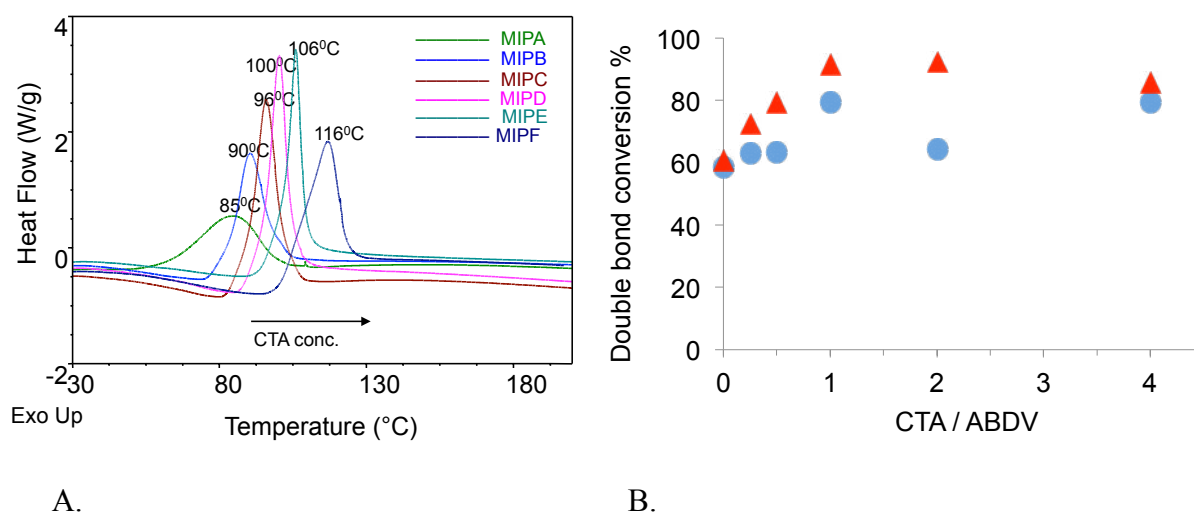 4
2
0
-2
30
80
130
180
Heat Flow (W/g)
Temperature (°C)
Exo Up
85⁰C
90⁰C
96⁰C
100⁰C
106⁰C
116⁰C
MIPA
MIPB
MIPC
MIPD
MIPE
MIPF
CTA conc.
A.
100
80
60
40
20
0
0
1
2
3
4
Double bond conversion %
CTA / ABDV
B.